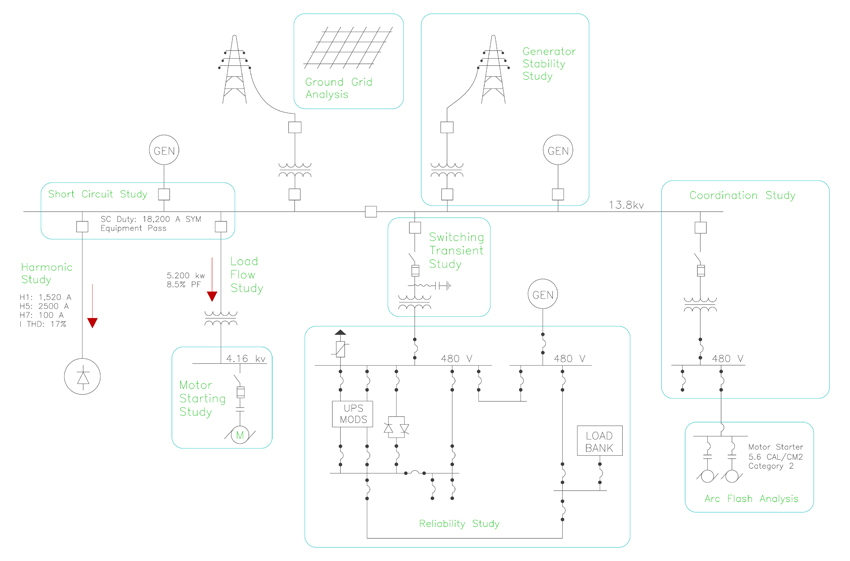 Ground Grid
Analysis
Generator
Stability
Study
GEN
GEN
Short Circuit Study
SC Duty: 18,200 A SYM
Equipment Pass
13.8kv
Coordination Study
Harmonic
Study
H1: 1,520 A
H5: 2500 A
H7: 100 A
I THD: 17%
5.200 kw
8.5% PF
Load
Flow
Study
Switching
Transient
Study
GEN
4.16 kv
Motor
Starting
Study
M
480 V
480 V
480 V
UPS
MODS
LOAD
BANK
Motor Starter
5.6 CAL/CM2
Category 2
Arc Flash Analysis
Reliability Study